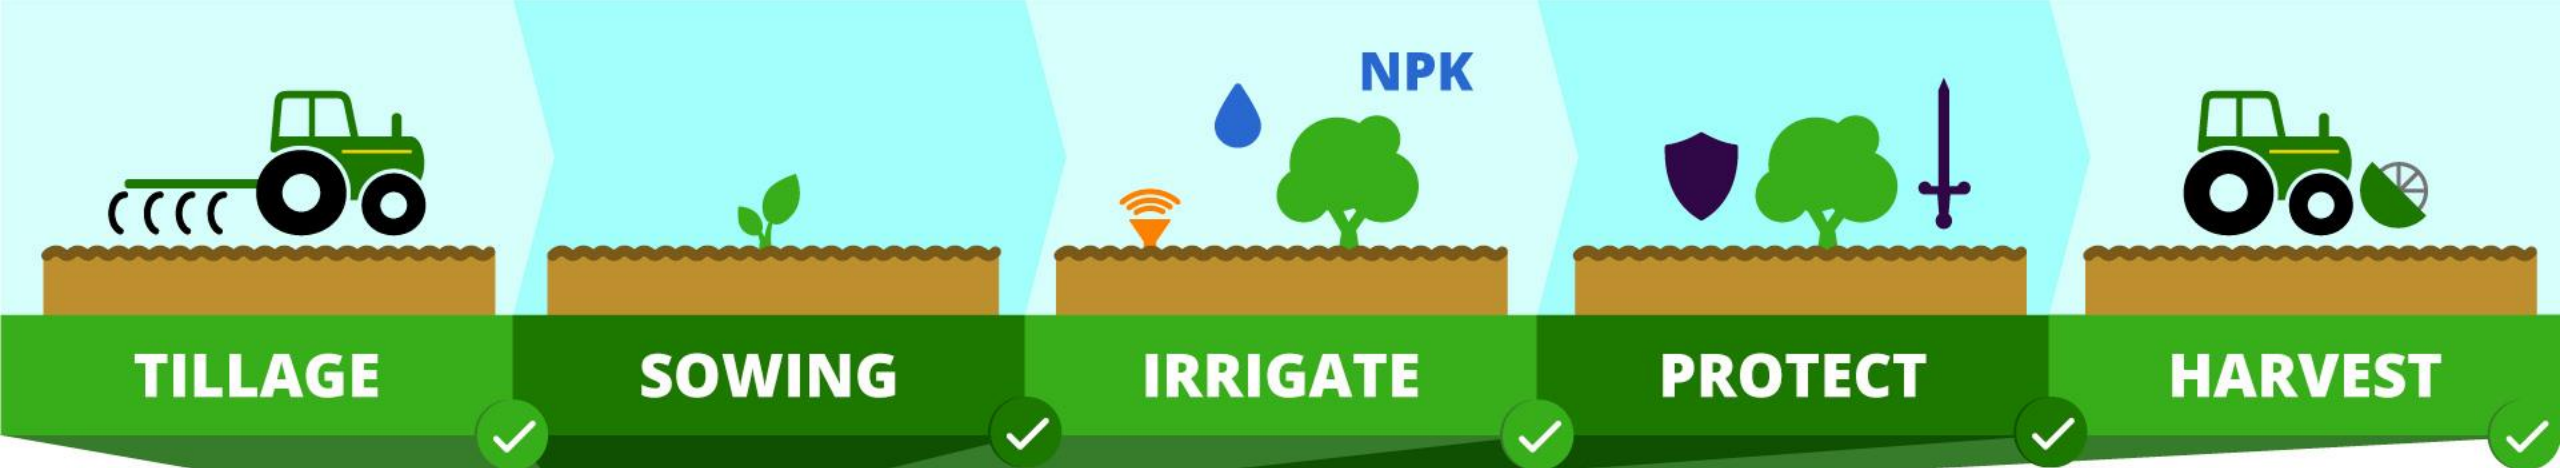 NPK
TILLAGE
SOWING
IRRIGATE
PROTECT
HARVEST